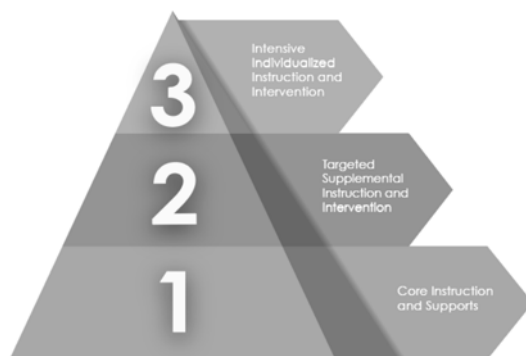 3
Intensive
Individualized
Instruction and
Intervention
2
Targeted
Supplemental
Instruction and
Intervention
1
Core Instruction
and Supports